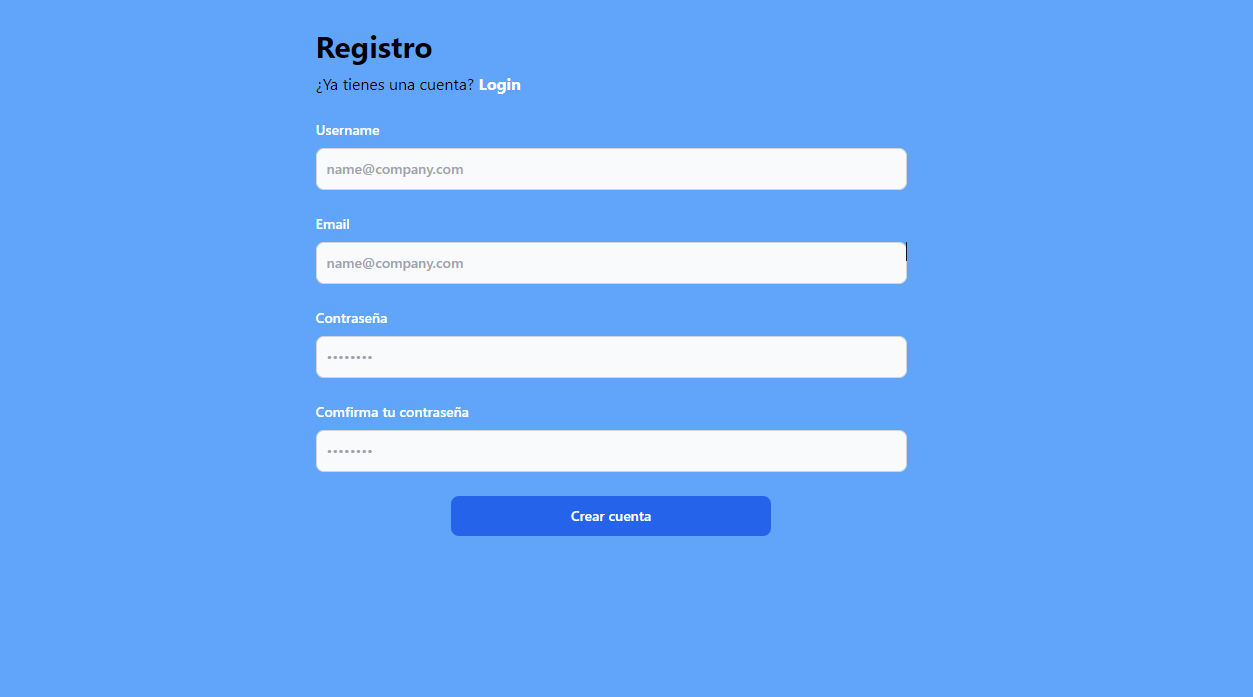 Registro
¿Ya tienes una cuenta? Login
Username
name@company.com
Email
name@company.com
Contraseña
••••••••
Comfirma tu contraseña
••••••••
Crear cuenta